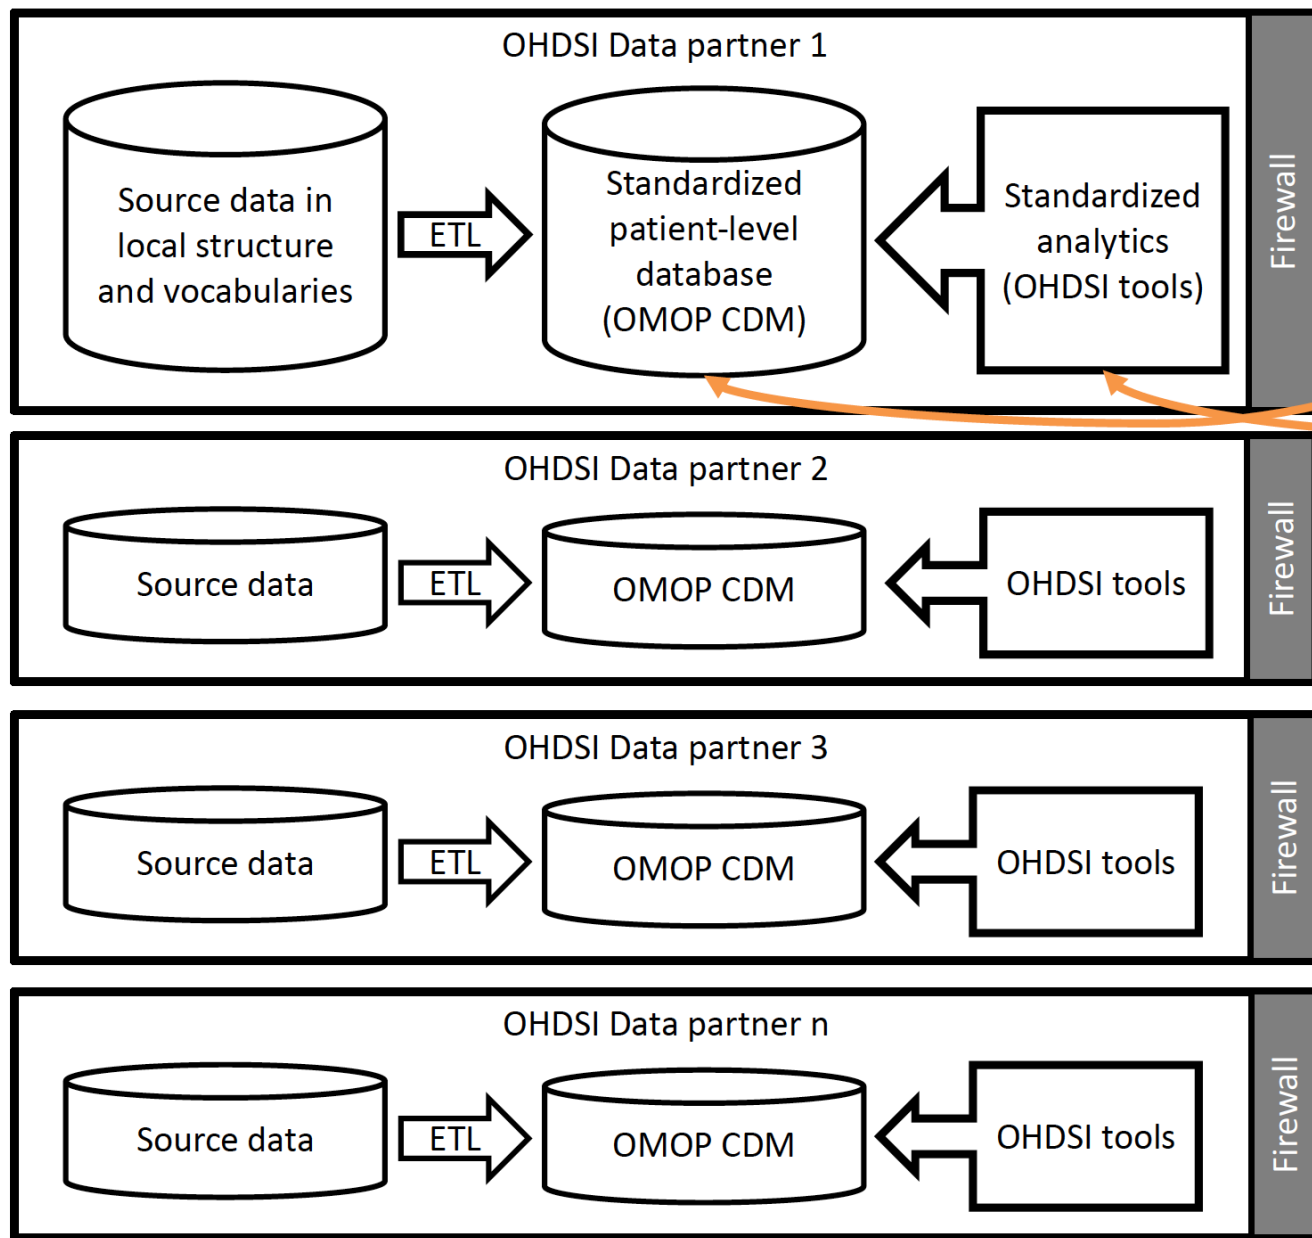 OHDSI Data partner 1
Source data in
local structure
and vocabularies
ETL
Standardized
patient-level
database
(OMOP CDM)
Standardized
analytics
(OHDSI tools)
Firewall
OHDSI Data partner 2
Source data
ETL
OMOP CDM
OHDSI tools
Firewall
OHDSI Data partner 3
Source data
ETL
OMOP CDM
OHDSI tools
Firewall
OHDSI Data partner n
Source data
ETL
OMOP CDM
OHDSI tools
Firewall